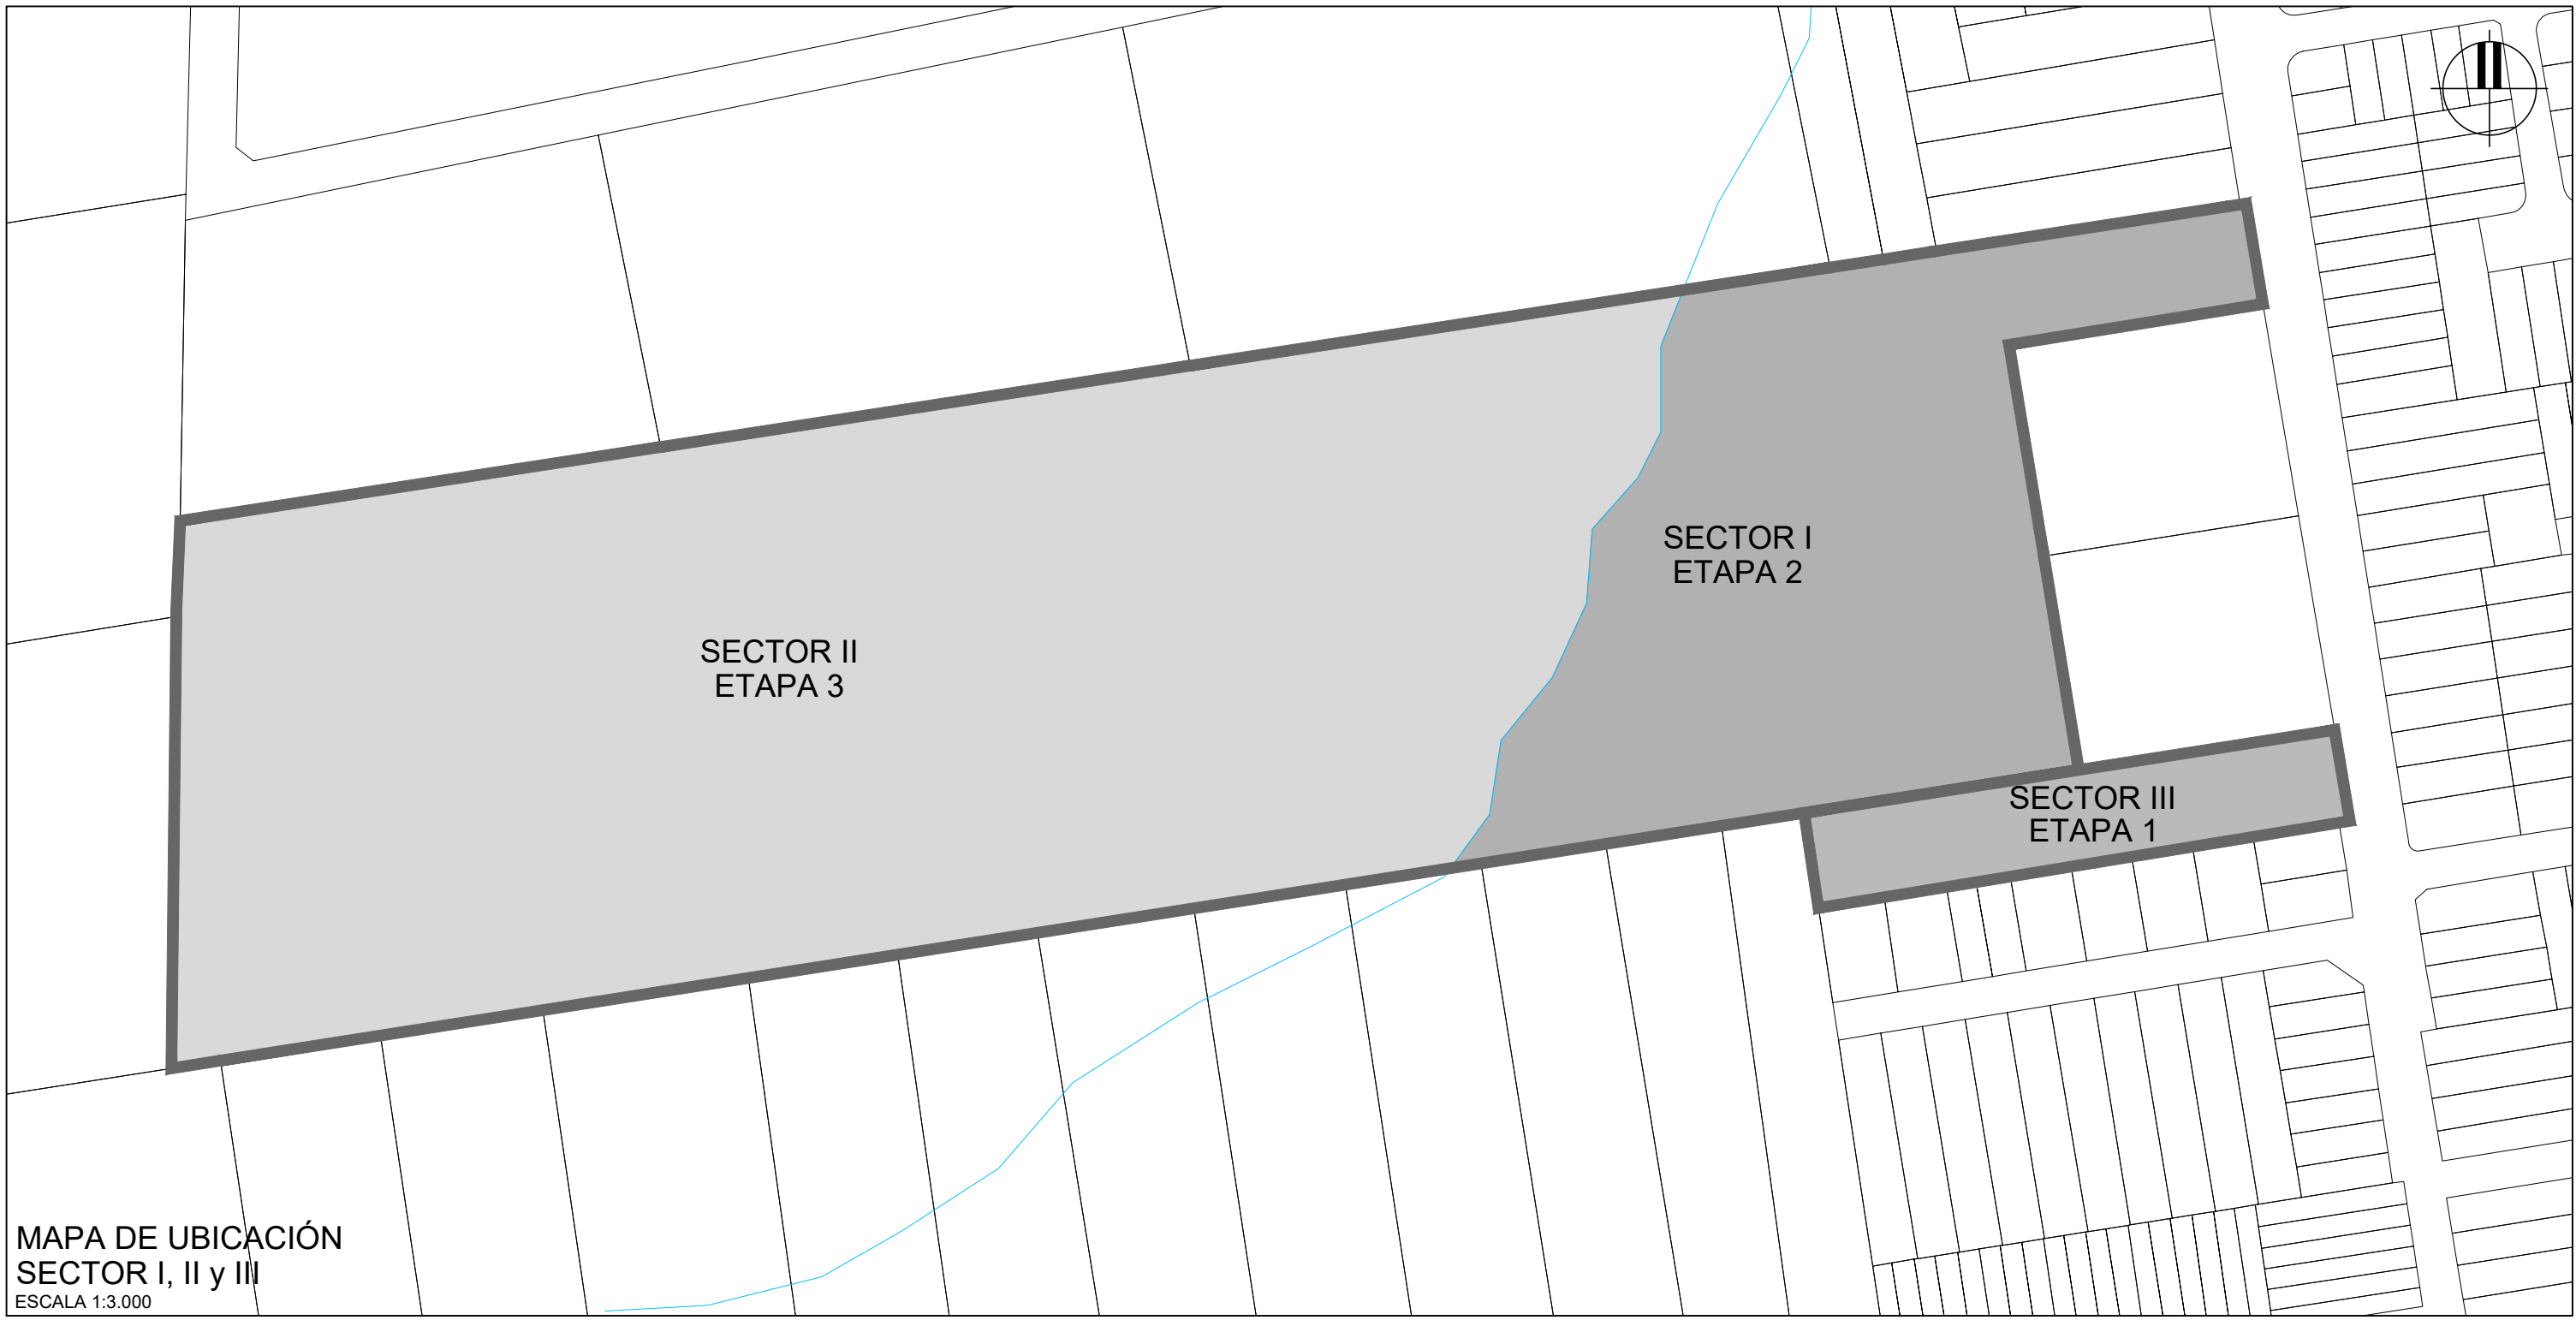 SECTOR I
ETAPA 2
SECTOR II
ETAPA 3
SECTOR III
ETAPA 1
MAPA DE UBICACIÓN
SECTOR I, II y III
ESCALA 1:3.000